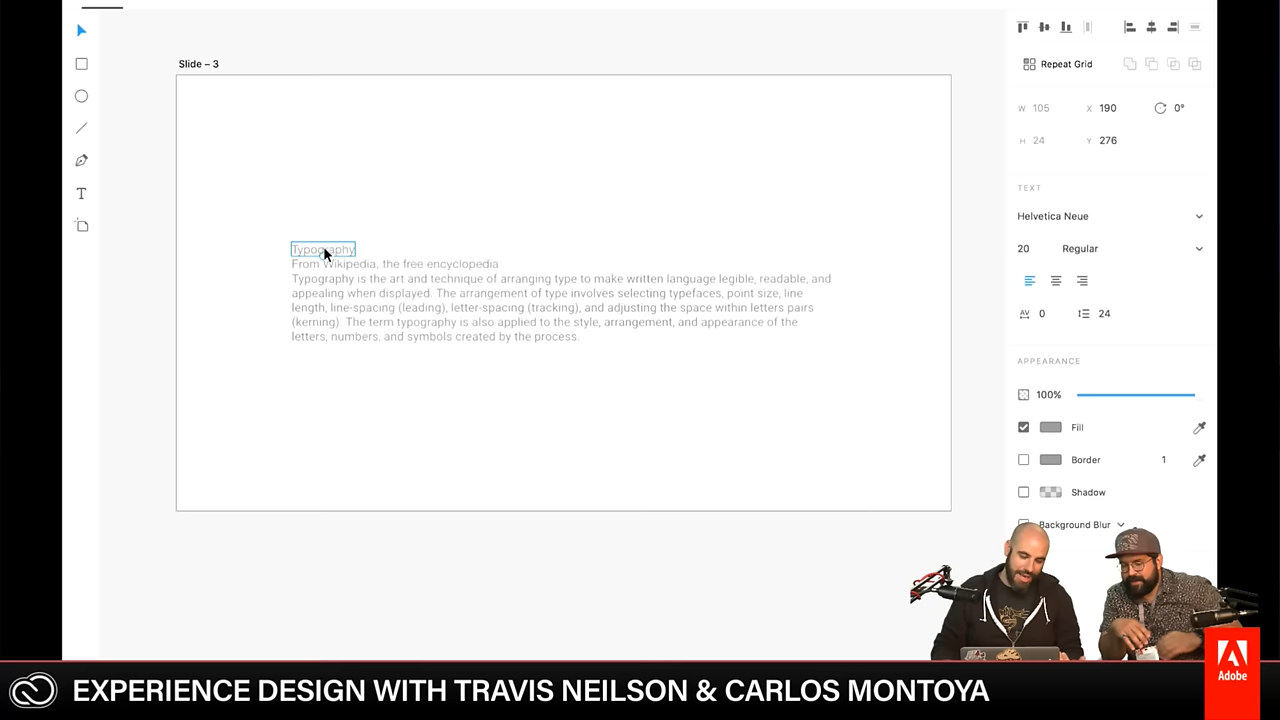 Slide – 3
Typography
From Wikipedia, the free encyclopedia
Typography is the art and technique of arranging type to make written language legible, readable, and
appealing when displayed. The arrangement of type involves selecting typefaces, point size, line
length, line-spacing (leading), letter-spacing (tracking), and adjusting the space within letters pairs
(kerning). The term typography is also applied to the style, arrangement, and appearance of the
letters, numbers, and symbols created by the process.
T
Repeat Grid
W 105 X 190 0°
H 24 Y 276
TEXT
Helvetica Neue
20 Regular
AV 0 24
APPEARANCE
100%
Fill
Border 1
Shadow
Background Blur
EXPERIENCE DESIGN WITH TRAVIS NEILSON & CARLOS MONTOYA
Adobe